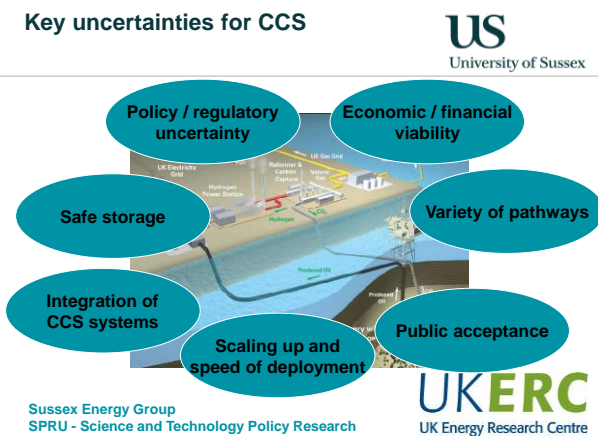 Key uncertainties for CCS
US
University of Sussex
Policy / regulatory
uncertainty
Economic / financial
viability
UK Gas Grid
UK Electricity
Grid
Reformer &
Carbon
Capture
Natural
Gas
Hydrogen
Power Station
Hydrogen
CO₂
Safe storage
Variety of pathways
Produced Oil
Produced
Oil
Integration of
CCS systems
Scaling up and
speed of deployment
Public acceptance
Sussex Energy Group
SPRU - Science and Technology Policy Research
UKERC
UK Energy Research Centre